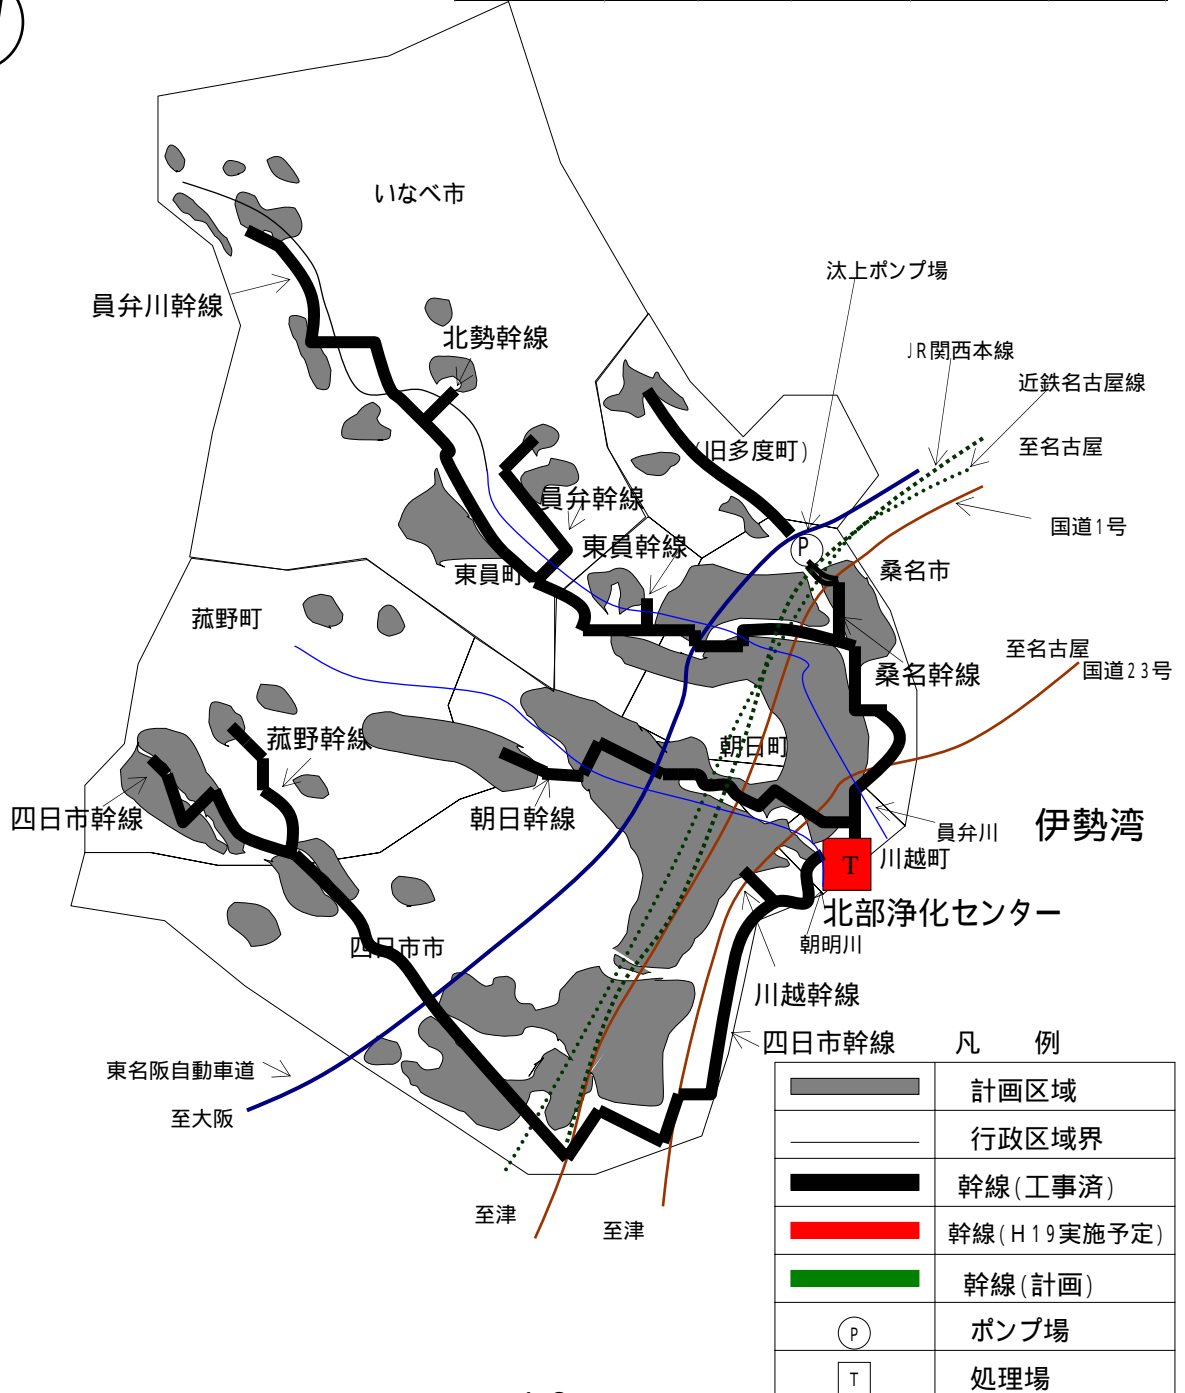 いなべ市
汰上ポンプ場
員弁川幹線
北勢幹線
JR関西本線
近鉄名古屋線
(旧多度町)
至名古屋
員弁幹線
国道1号
東員幹線
P
東員町
桑名市
菰野町
至名古屋
国道23号
桑名幹線
菰野幹線
朝日町
四日市幹線
朝日幹線
員弁川
伊勢湾
T
川越町
北部浄化センター
四日市市
朝明川
川越幹線
四日市幹線
東名阪自動車道
至大阪
至津
至津
凡 例
計画区域
行政区域界
幹線(工事済)
幹線(H19実施予定)
幹線(計画)
P ポンプ場
T 処理場